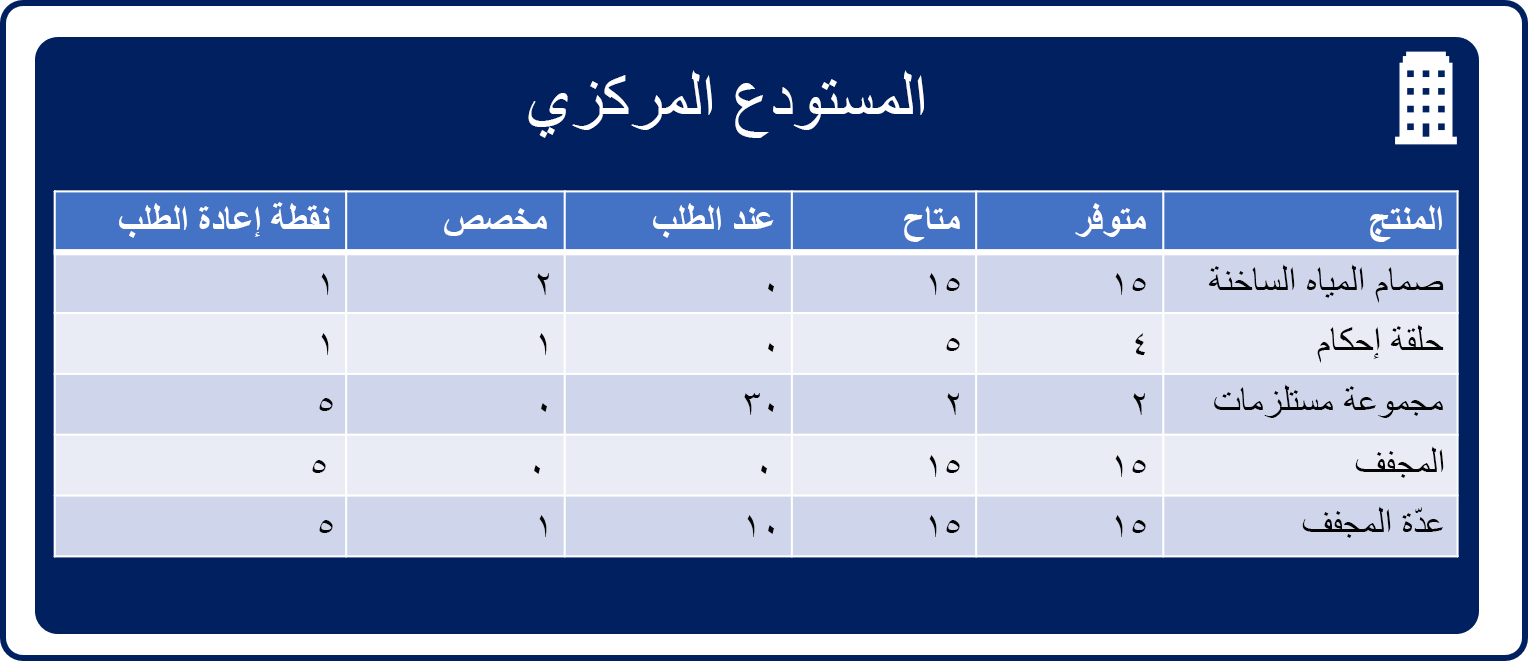 المستودع المركزي
المنتج متوفر متاح عند الطلب مخصص نقطة إعادة الطلب
صمام المياه الساخنة ١٥ ١٥ ٠ ٢ ١
حلقة إحكام ٤ ٥ ٠ ١ ١
مجموعة مستلزمات ٢ ٢ ٣٠ ٠ ٥
المجفف ١٥ ١٥ ٠ ٠ ٥
عدّة المجفف ١٥ ١٥ ١٠ ١ ٥